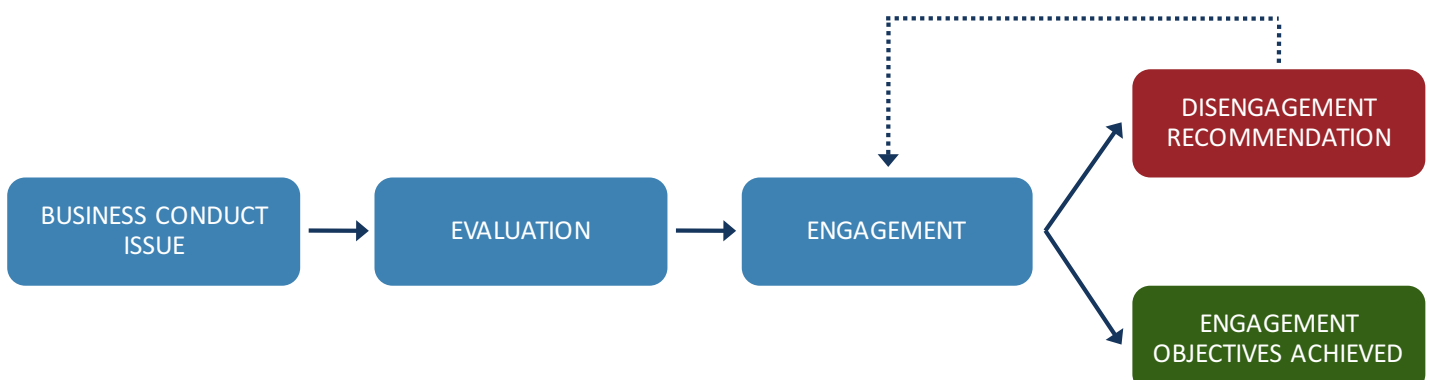 DISENGAGEMENT
RECOMMENDATION
BUSINESS CONDUCT
ISSUE
EVALUATION
ENGAGEMENT
ENGAGEMENT
OBJECTIVES ACHIEVED